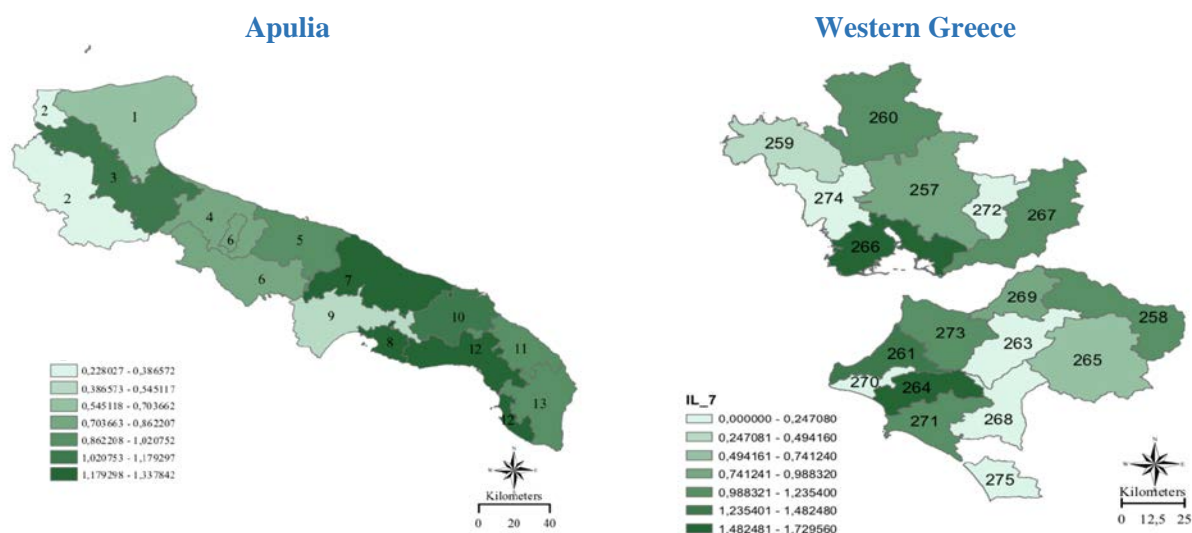 Apulia
2
1
3
2
4
6
5
6
7
9
10
8
12
11
13
12
0,228027 - 0,386572
0,386573 - 0,545117
0,545118 - 0,703662
0,703663 - 0,862207
0,862208 - 1,020752
1,020753 - 1,179297
1,179298 - 1,337842
Kilometers
0 20 40
Western Greece
260
259
257
274
272
267
266
269
258
273
263
261
265
270
264
271
268
275
IL_7
0,000000 - 0,247080
0,247081 - 0,494160
0,494161 - 0,741240
0,741241 - 0,988320
0,988321 - 1,235400
1,235401 - 1,482480
1,482481 - 1,729560
Kilometers
0 12,5 25